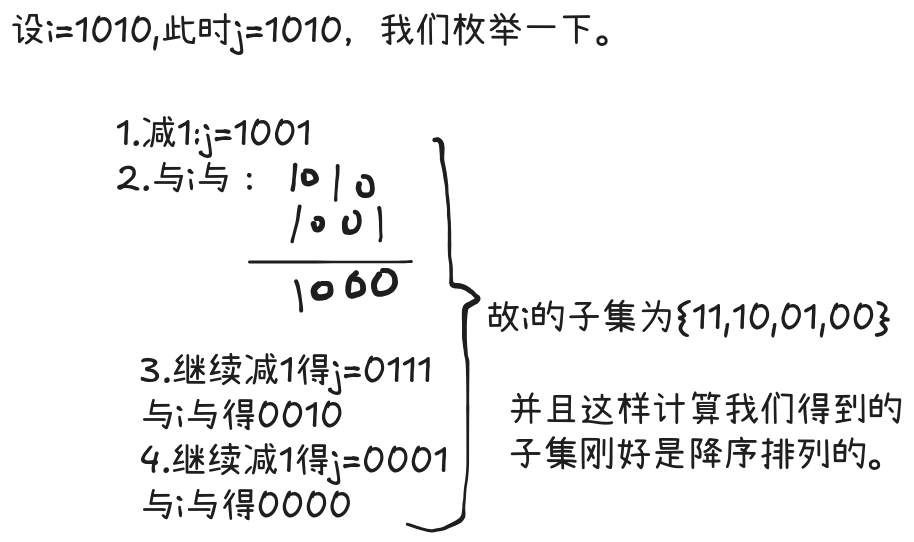 设i=1010,此时j=1010，我们枚举一下。
1.减1:j=1001
2.与i与：1010
1001
1000
3.继续减1得j=0111
与i与得0010
4.继续减1得j=0001
与i与得0000
故i的子集为{11,10,01,00}
并且这样计算我们得到的
子集刚好是降序排列的。